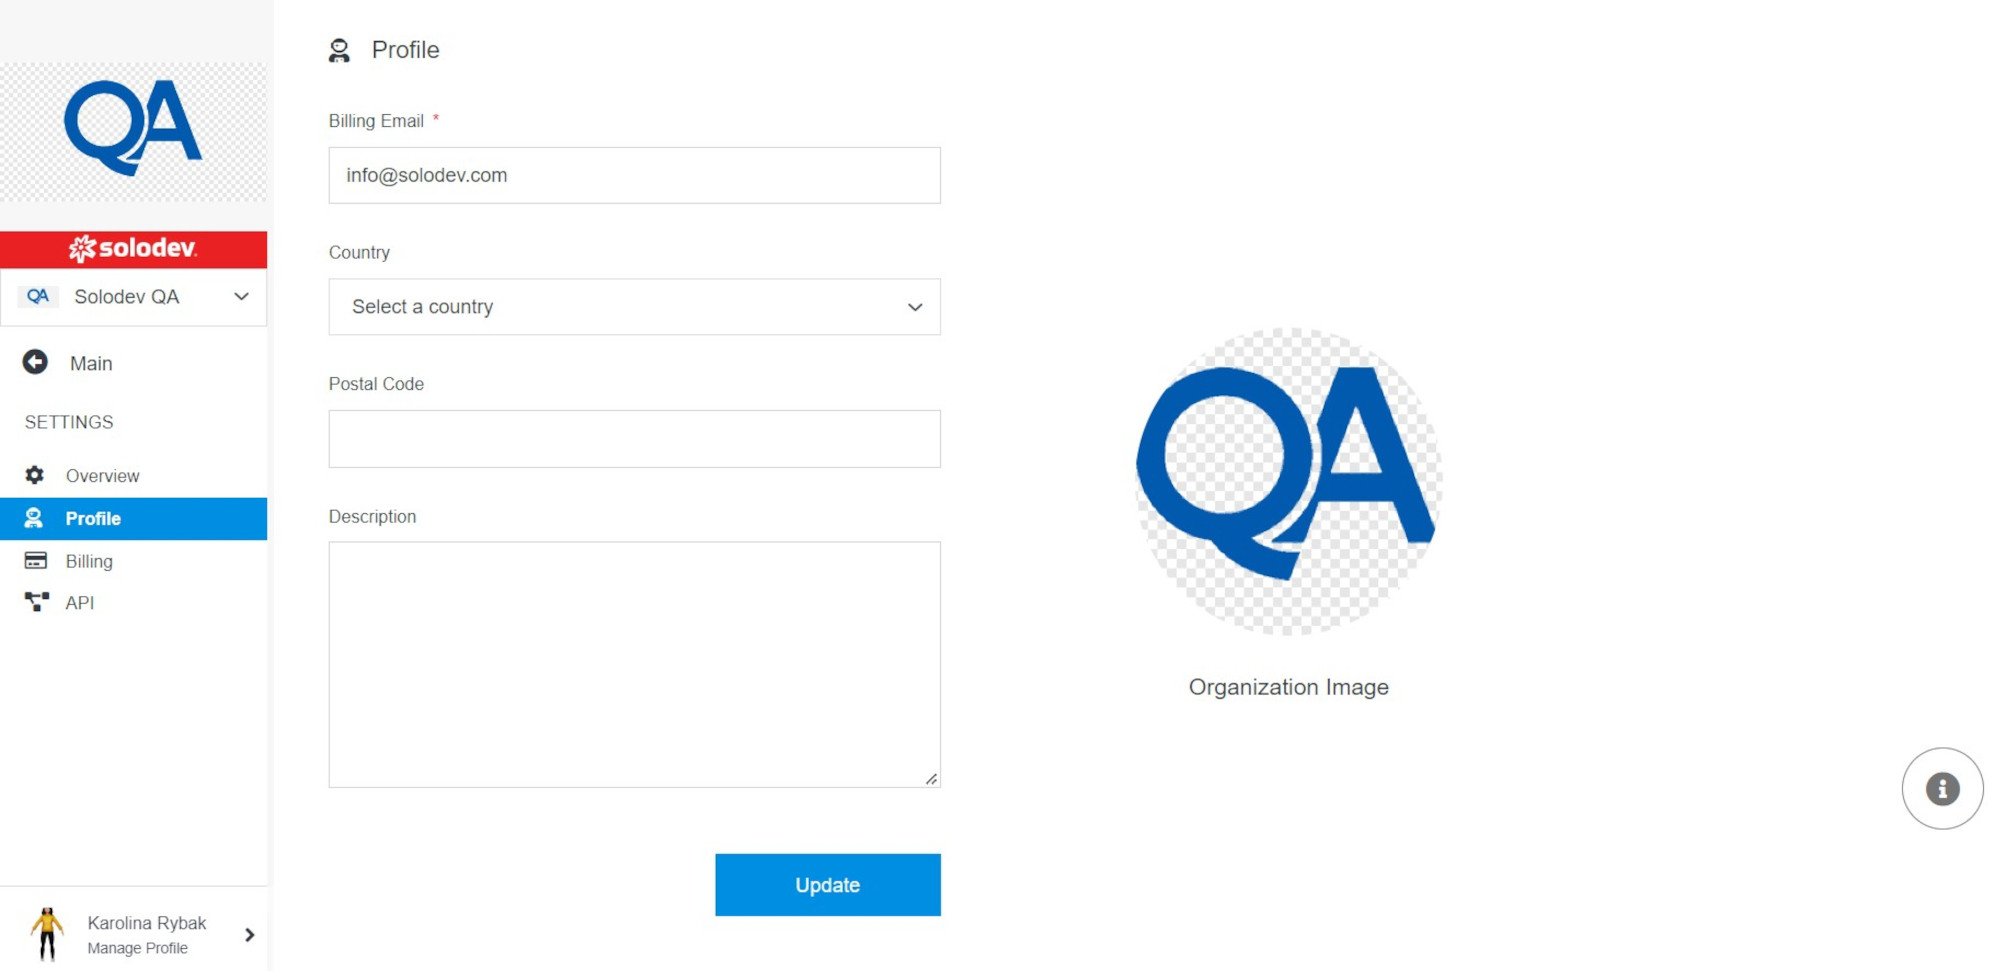 QA
solodev
QA Solodev QA
Main
SETTINGS
Overview
Profile
Billing
API
Karolina Rybak
Manage Profile
Profile
Billing Email *
info@solodev.com
Country
Select a country
Postal Code
Description
Update
QA
Organization Image